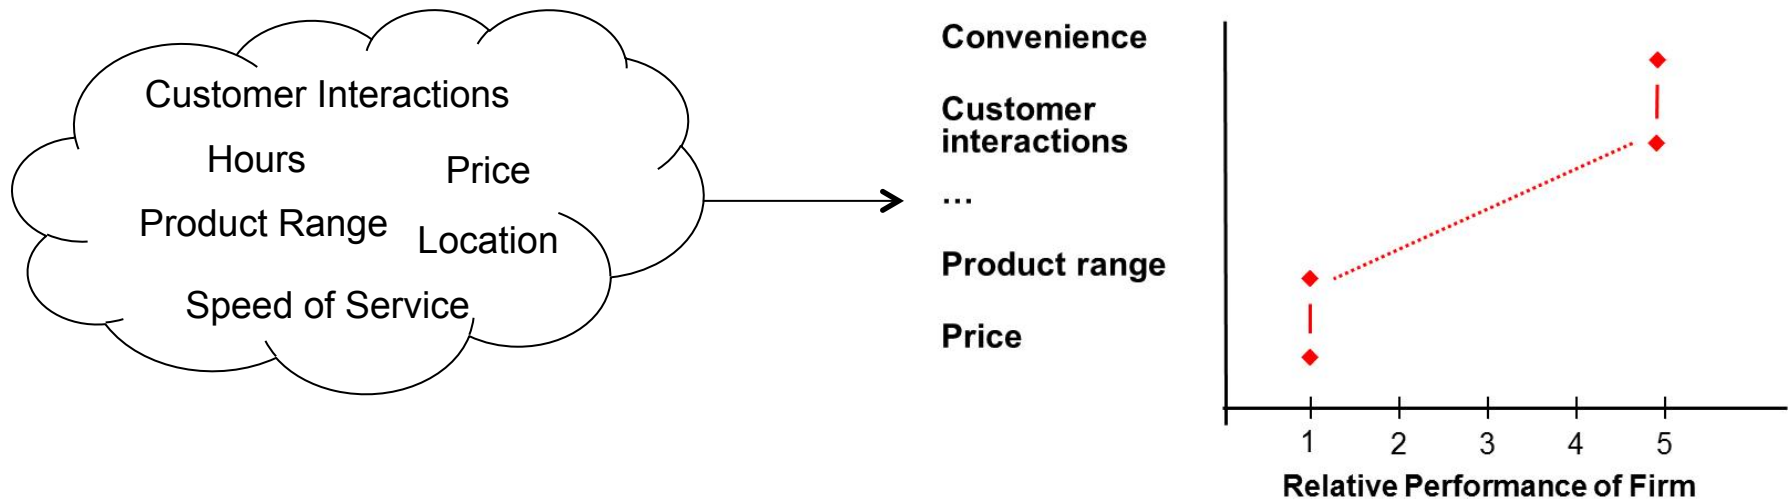 Customer Interactions
Hours
Price
Product Range
Location
Speed of Service
Convenience
Customer
interactions
...
Product range
Price
1 2 3 4 5
Relative Performance of Firm